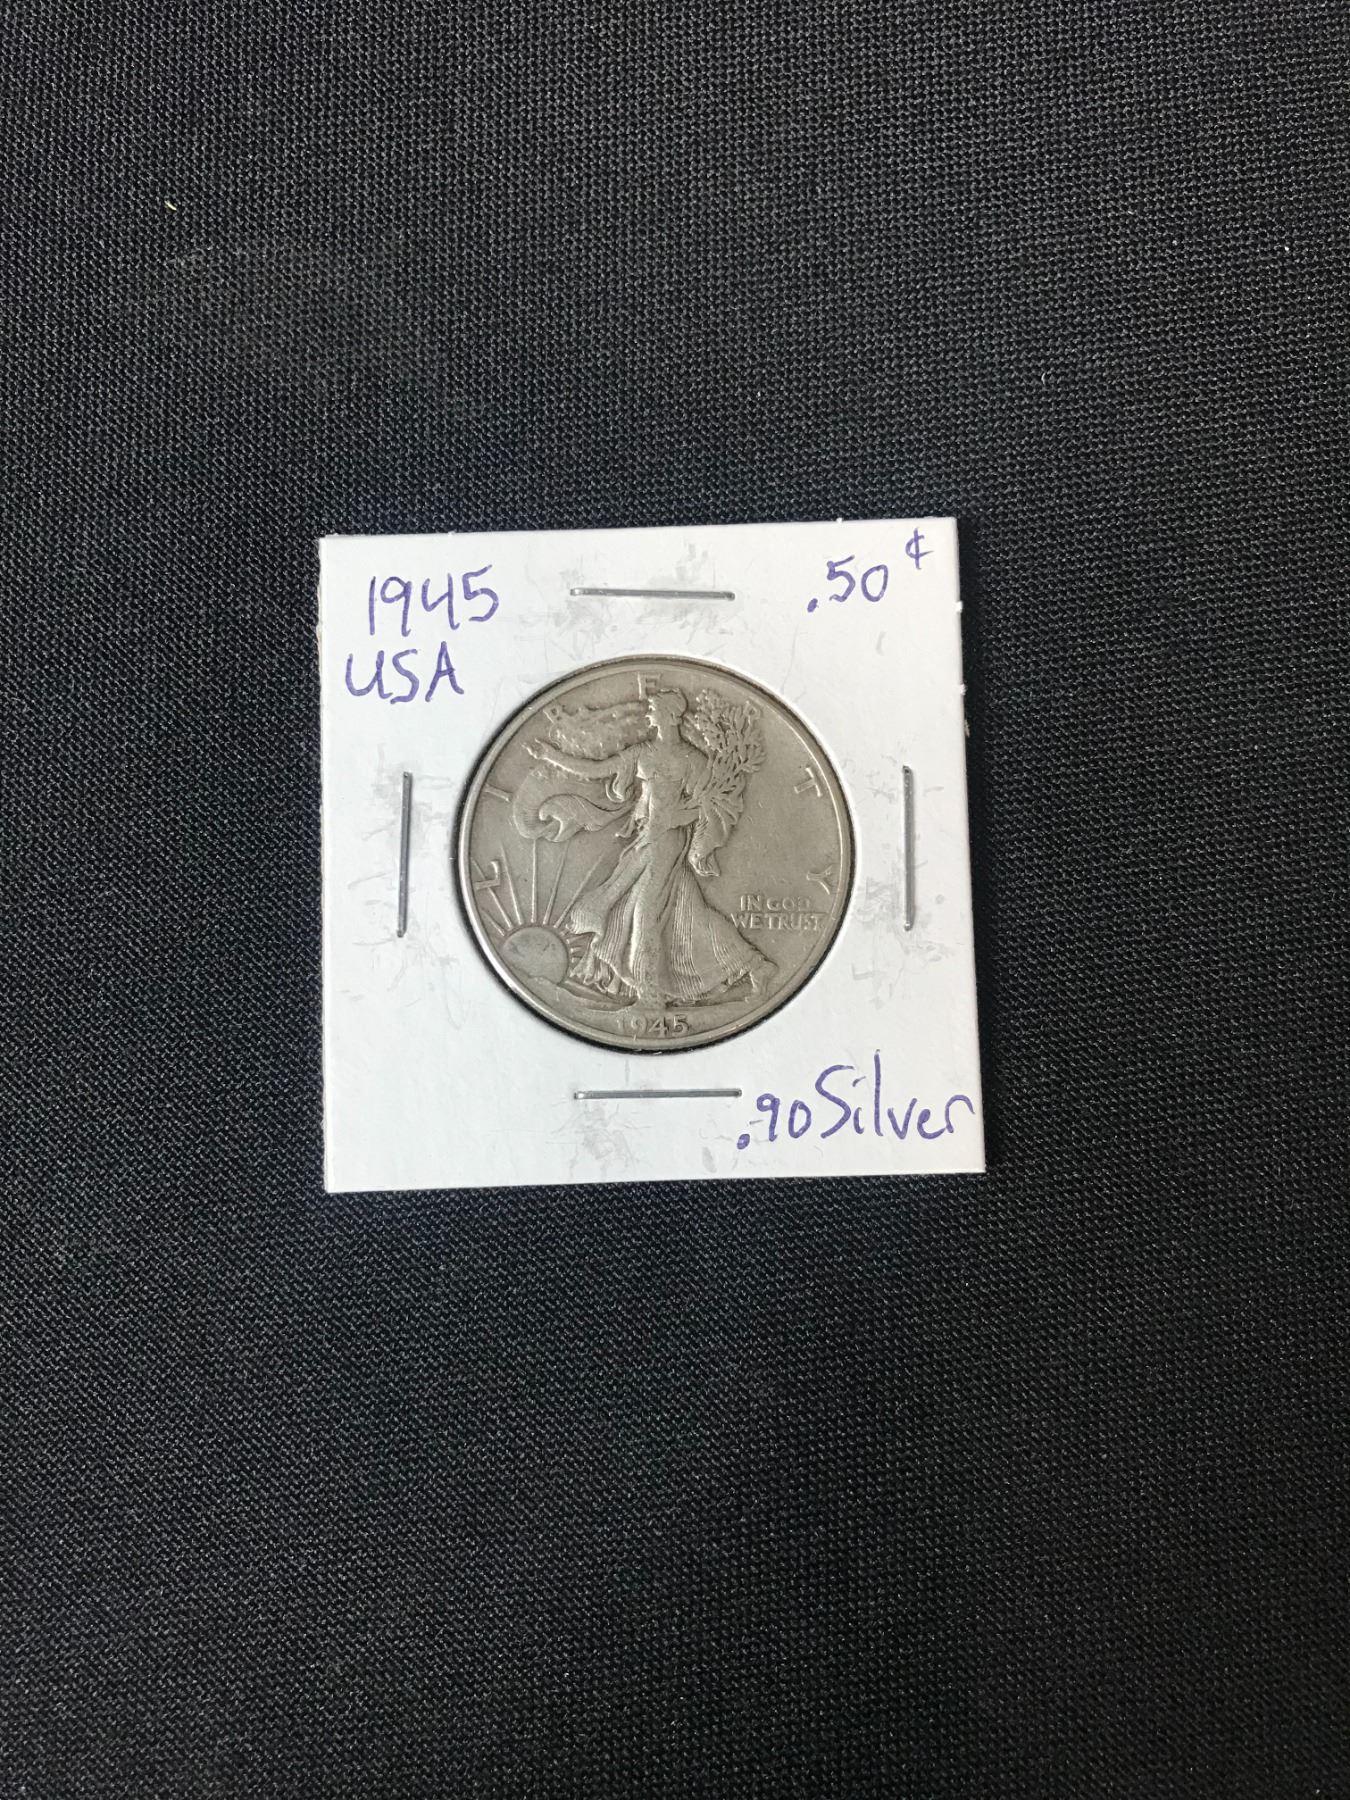 1945
USA
.50¢
LIBERTY
IN GOD
WE TRUST
1945
.90 Silver